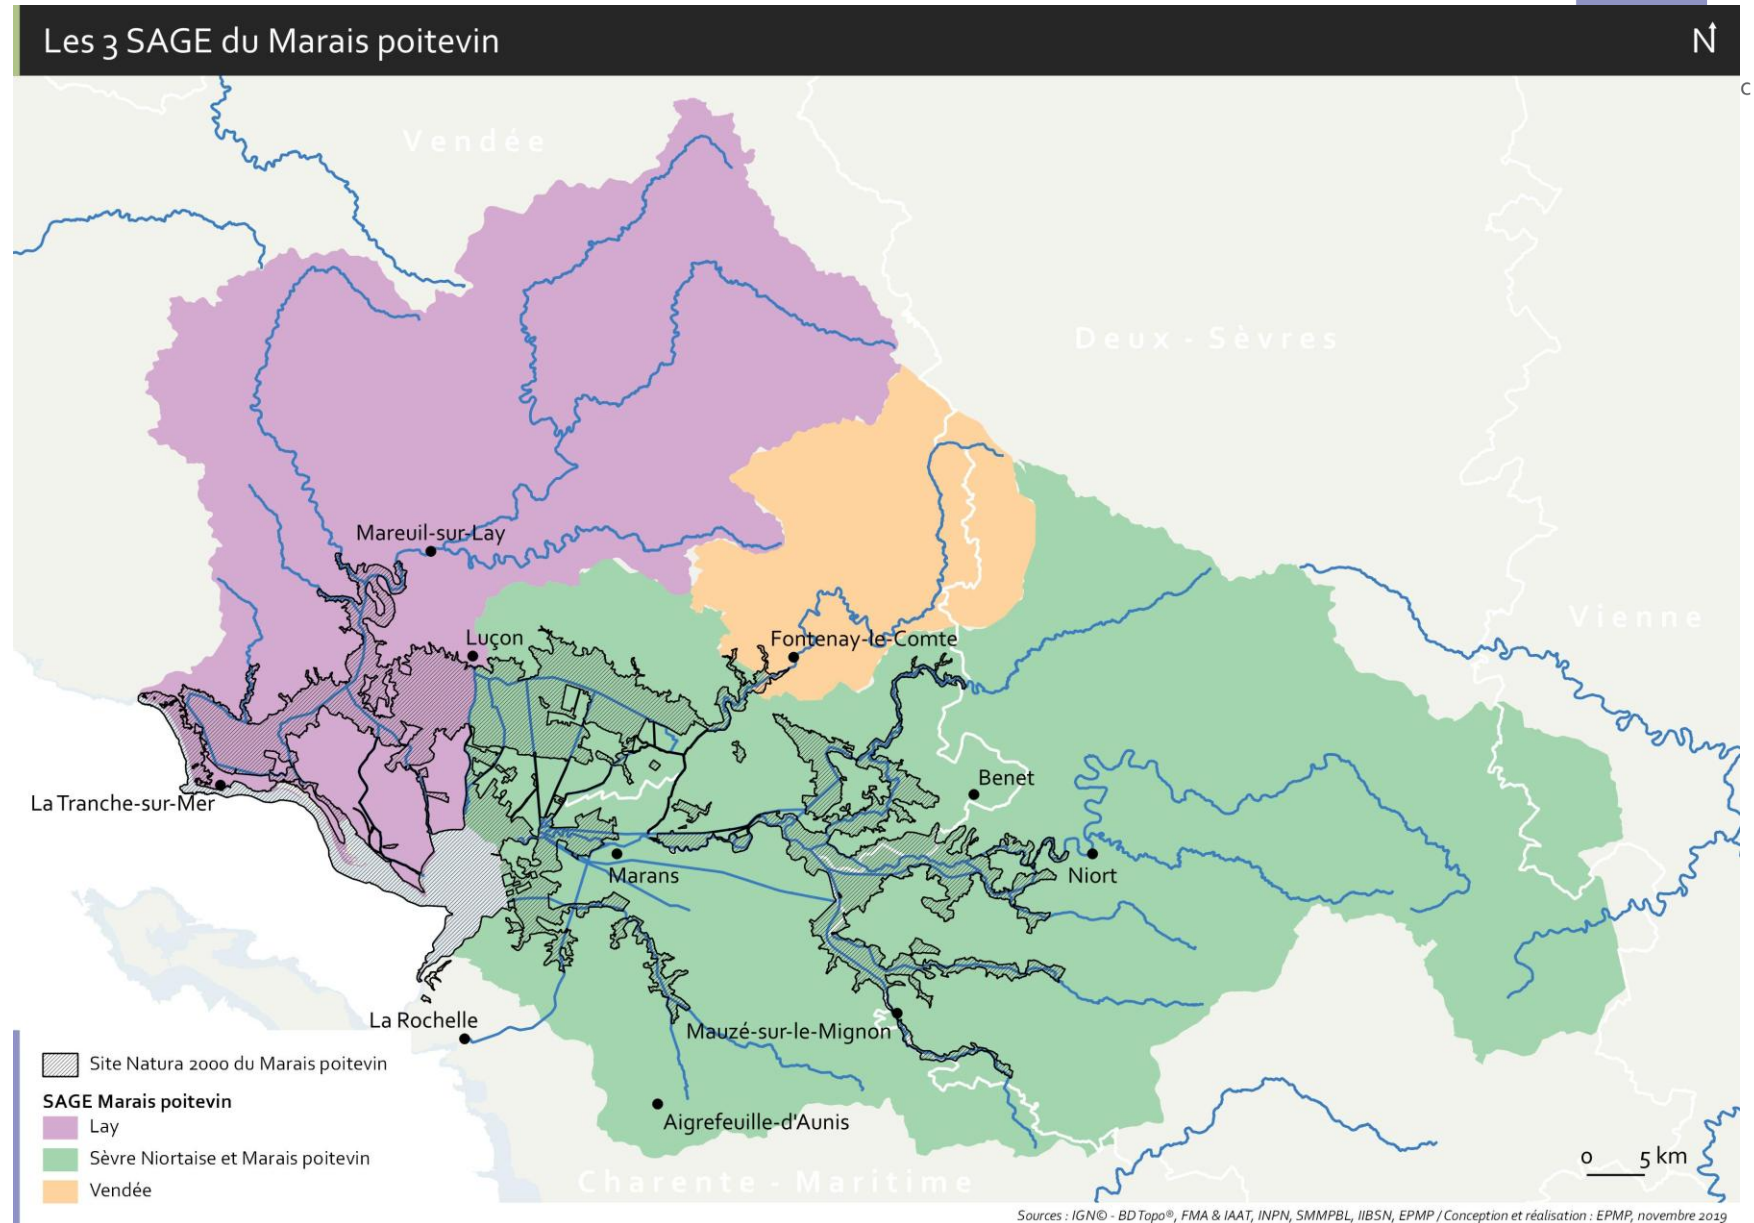 Les 3 SAGE du Marais poitevin
N
C
Vendée
Deux - Sèvres
Mareuil-sur-Lay
Vienne
Luçon
Fontenay-le-Comte
Benet
La Tranche-sur-Mer
Marans
Niort
La Rochelle
Mauzé-sur-le-Mignon
Site Natura 2000 du Marais poitevin
SAGE Marais poitevin
Lay
Aigrefeuille-d'Aunis
Sèvre Niortaise et Marais poitevin
0 5 km
Vendée
Charente - Maritime
Sources : IGN© - BD Topo®, FMA & IAAT, INPN, SMMPBL, IIBSN, EPMP / Conception et réalisation : EPMP, novembre 2019